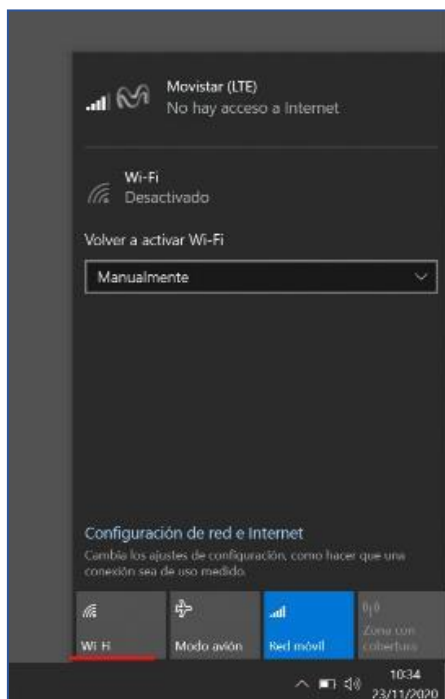 Movistar (LTE)
No hay acceso a Internet
Wi-Fi
Desactivado
Volver a activar Wi-Fi
Manualmente
Configuración de red e Internet
Cambia los ajustes de configuración, como hacer que una
conexión sea de uso medido.
Wi-Fi
Modo avión
Red móvil
Zona con
cobertura
10:34
23/11/2020